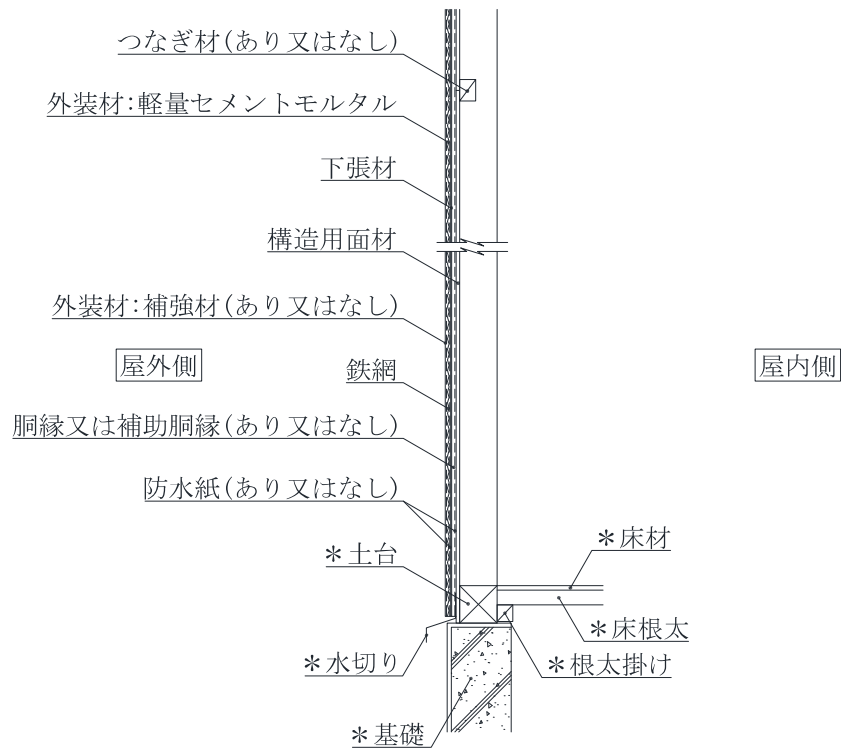 つなぎ材(あり又はなし)
外装材:軽量セメントモルタル
下張材
構造用面材
外装材:補強材(あり又はなし)
屋外側
屋内側
鉄網
胴縁又は補助胴縁(あり又はなし)
防水紙(あり又はなし)
＊土台
＊床材
＊床根太
＊水切り
＊根太掛け
＊基礎